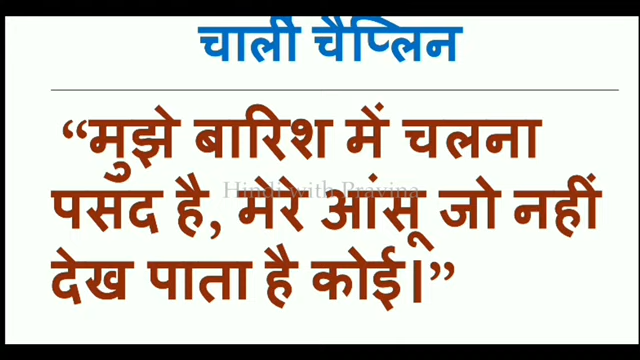 चार्ली चैप्लिन
“मुझे बारिश में चलना
पसंद है, मेरे आंसू जो नहीं
देख पाता है कोई।”
Hindi with Pravina